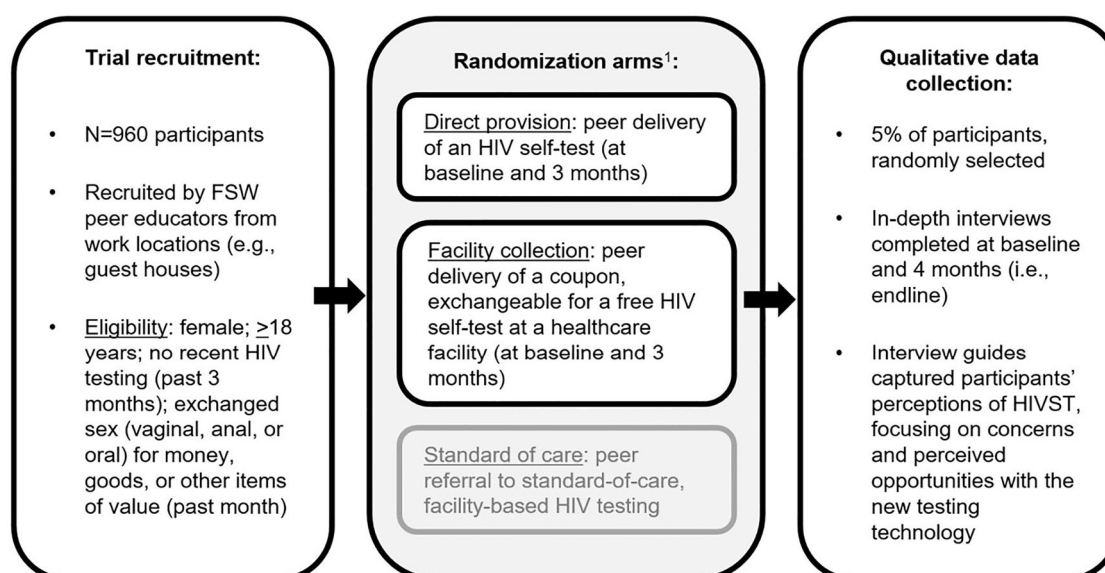 Trial recruitment:
• N=960 participants
• Recruited by FSW
peer educators from
work locations (e.g.,
guest houses)
• Eligibility: female; ≥18
years; no recent HIV
testing (past 3
months); exchanged
sex (vaginal, anal, or
oral) for money,
goods, or other items
of value (past month)
Randomization arms¹:
Direct provision: peer delivery
of an HIV self-test (at
baseline and 3 months)
Facility collection: peer
delivery of a coupon,
exchangeable for a free HIV
self-test at a healthcare
facility (at baseline and 3
months)
Standard of care: peer
referral to standard-of-care,
facility-based HIV testing
Qualitative data
collection:
• 5% of participants,
randomly selected
• In-depth interviews
completed at baseline
and 4 months (i.e.,
endline)
• Interview guides
captured participants’
perceptions of HIVST,
focusing on concerns
and perceived
opportunities with the
new testing
technology